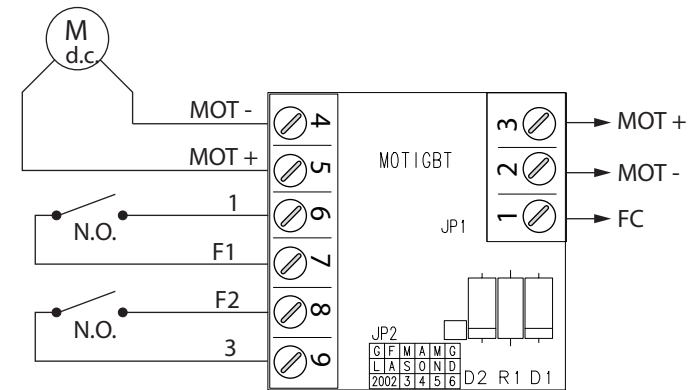 M
d.c.
MOT -
MOT +
1
F1
F2
3
N.O.
N.O.
4
5
6
7
8
9
MOTIGBT
JP1
3
2
1
MOT +
MOT -
FC
JP2
G F M A M G
L A S O N D
2002 3 4 5 6
D2 R1 D1